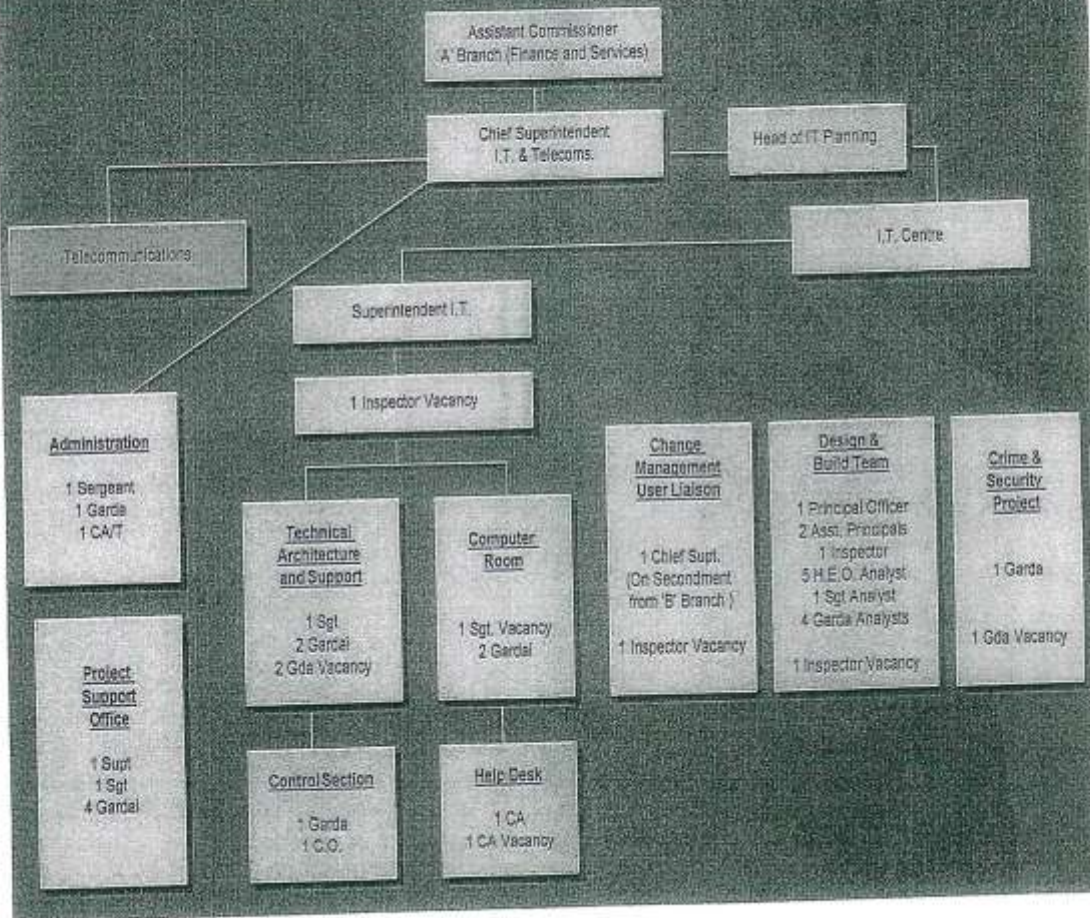 Assistant Commissioner
'A' Branch (Finance and Services)
Chief Superintendent
I.T. & Telecoms.
Head of IT Planning
Telecommunications
I.T. Centre
Superintendent I.T.
1 Inspector Vacancy
Administration
1 Sergeant
1 Garda
1 CA/T
Project
Support
Office
1 Supt
1 Sgt
4 Gardai
Technical
Architecture
and Support
1 Sgt
2 Gardai
2 Gda Vacancy
Control Section
1 Garda
1 C.O.
Computer
Room
1 Sgt. Vacancy
2 Gardai
Help Desk
1 CA
1 CA Vacancy
Change
Management
User Liaison
1 Chief Supt.
(On Secondment
from 'B' Branch )
1 Inspector Vacancy
Design &
Build Team
1 Principal Officer
2 Asst. Principals
1 Inspector
5 H.E.O. Analyst
1 Sgt Analyst
4 Garda Analysts
1 Inspector Vacancy
Crime &
Security
Project
1 Garda
1 Gda Vacancy